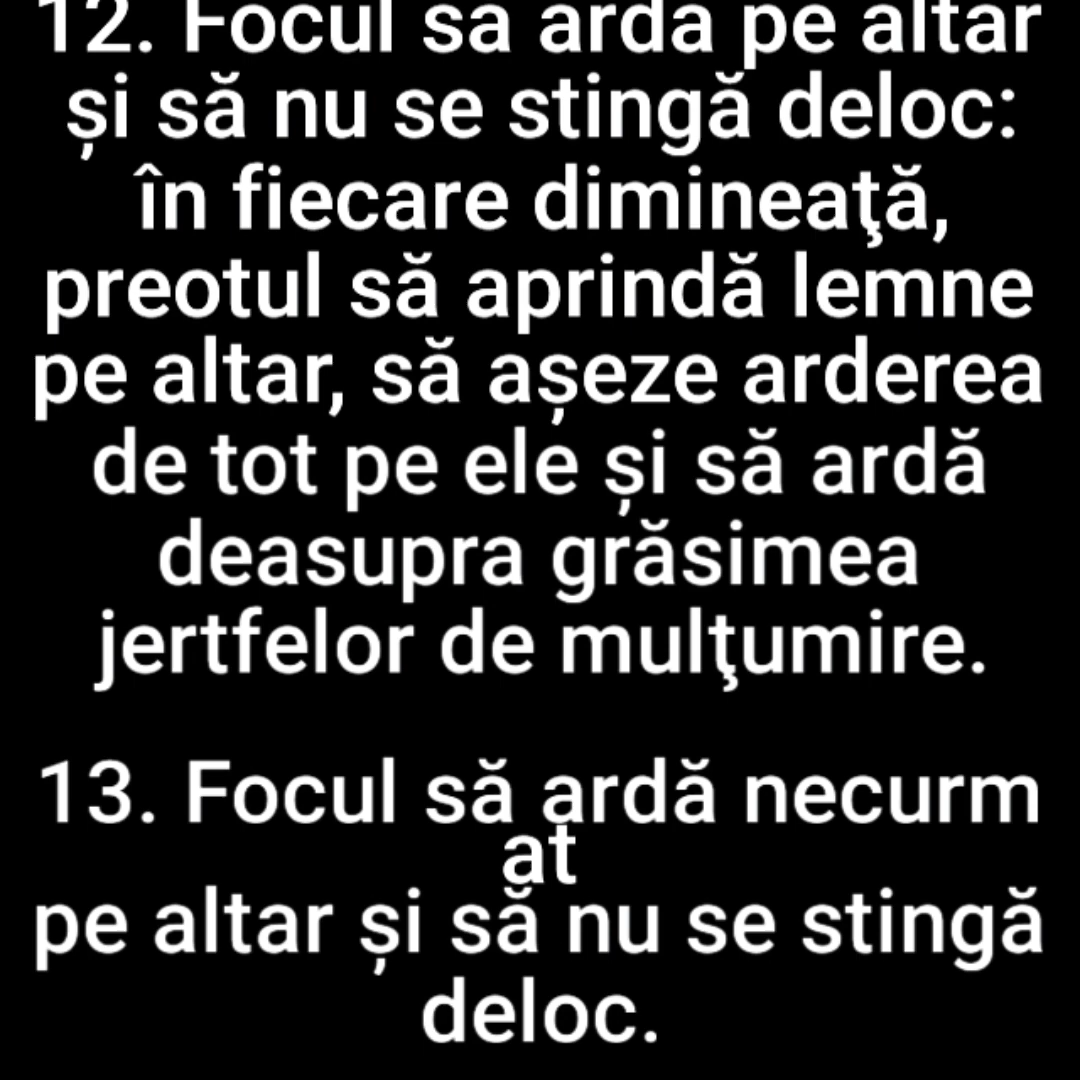 12. Focul să ardă pe altar
și să nu se stingă deloc:
în fiecare dimineaţă,
preotul să aprindă lemne
pe altar, să așeze arderea
de tot pe ele și să ardă
deasupra grăsimea
jertfelor de mulţumire.
13. Focul să ardă necurm
at
pe altar și să nu se stingă
deloc.